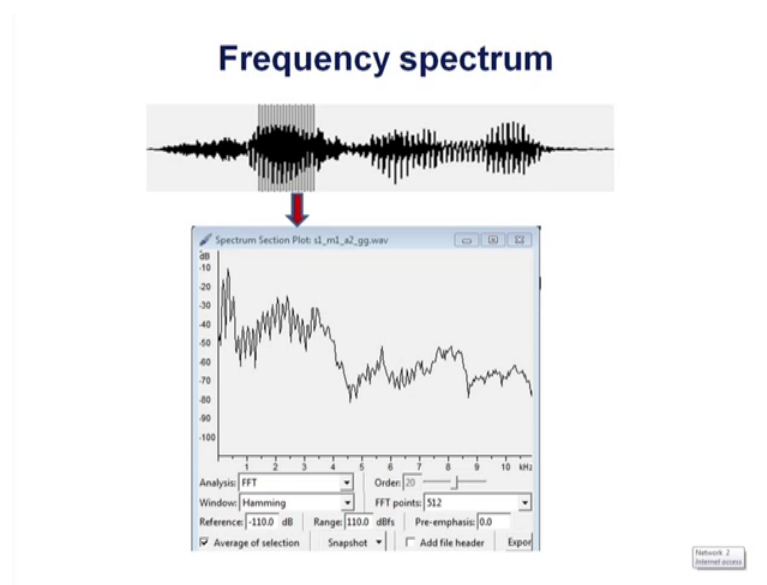 Frequency spectrum
Spectrum Section Plot: s1_m1_a2_gg.wav
dB
-10
-20
-30
-40
-50
-60
-70
-80
-90
-100
1 2 3 4 5 6 7 8 9 10 kHz
Analysis: FFT Order: 20
Window: Hamming FFT points: 512
Reference: -110.0 dB Range: 110.0 dBfs Pre-emphasis: 0.0
Average of selection Snapshot Add file header Expor
Network 2
Internet access